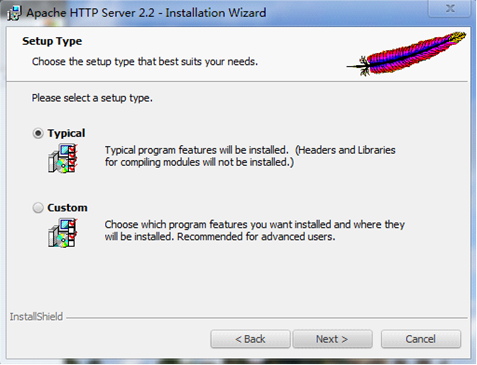 Apache HTTP Server 2.2 - Installation Wizard
Setup Type
Choose the setup type that best suits your needs.
Please select a setup type.
Typical
Typical program features will be installed. (Headers and Libraries
for compiling modules will not be installed.)
Custom
Choose which program features you want installed and where they
will be installed. Recommended for advanced users.
InstallShield
< Back
Next >
Cancel